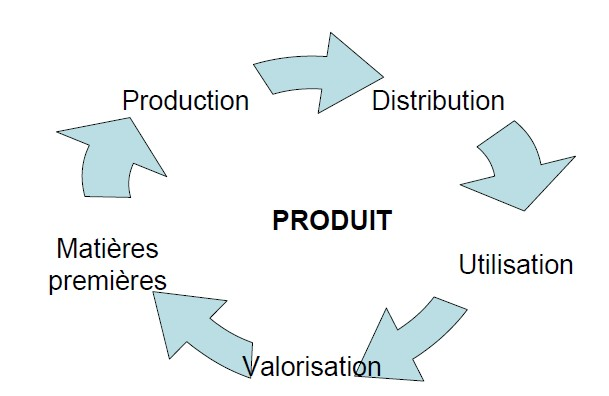 Production
Distribution
PRODUIT
Matières
premières
Utilisation
Valorisation